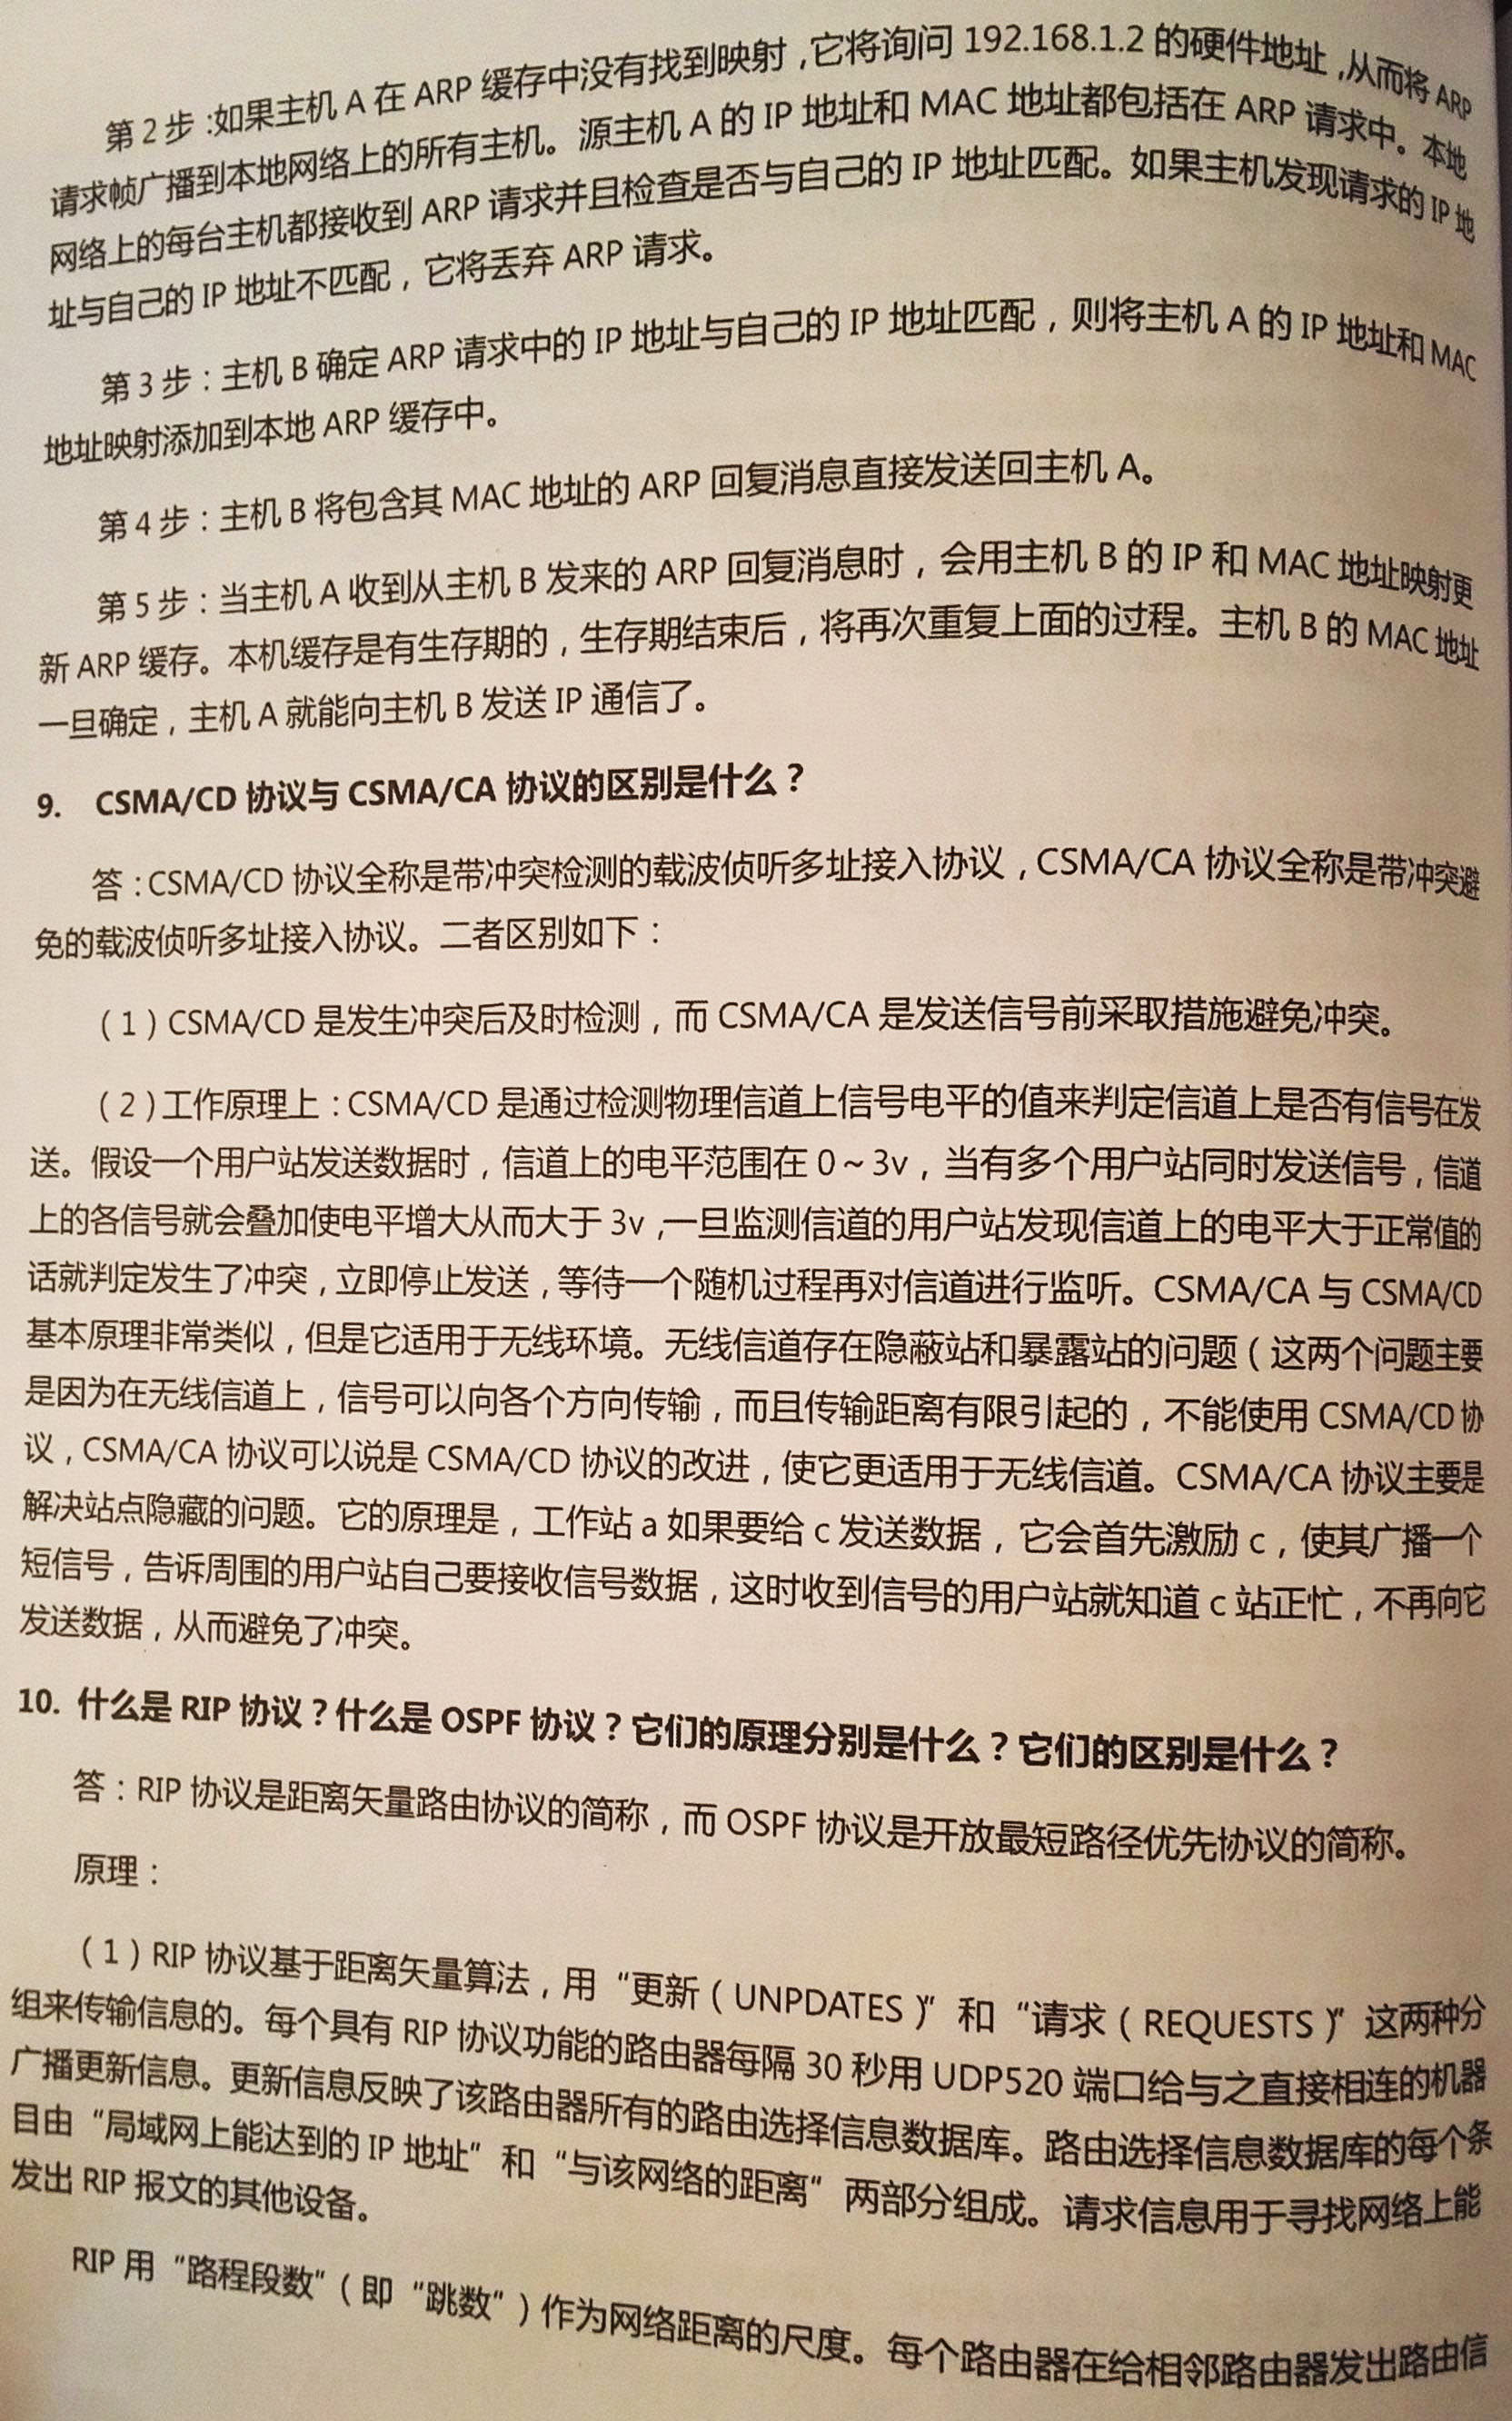 第2步：如果主机 A 在 ARP 缓存中没有找到映射，它将询问 192.168.1.2 的硬件地址，从而将 ARP
请求帧广播到本地网络上的所有主机。源主机 A 的 IP 地址和 MAC 地址都包括在 ARP 请求中。本地
网络上的每台主机都接收到 ARP 请求并且检查是否与自己的 IP 地址匹配。如果主机发现请求的 IP 地
址与自己的 IP 地址不匹配，它将丢弃 ARP 请求。
第3步：主机 B 确定 ARP 请求中的 IP 地址与自己的 IP 地址匹配，则将主机 A 的 IP 地址和 MAC
地址映射添加到本地 ARP 缓存中。
第4步：主机 B 将包含其 MAC 地址的 ARP 回复消息直接发送回主机 A。
第5步：当主机 A 收到从主机 B 发来的 ARP 回复消息时，会用主机 B 的 IP 和 MAC 地址映射更
新 ARP 缓存。本机缓存是有生存期的，生存期结束后，将再次重复上面的过程。主机 B 的 MAC 地址
一旦确定，主机 A 就能向主机 B 发送 IP 通信了。
9. CSMA/CD 协议与 CSMA/CA 协议的区别是什么？
答：CSMA/CD 协议全称是带冲突检测的载波侦听多址接入协议，CSMA/CA 协议全称是带冲突避
免的载波侦听多址接入协议。二者区别如下：
（1）CSMA/CD 是发生冲突后及时检测，而 CSMA/CA 是发送信号前采取措施避免冲突。
（2）工作原理上：CSMA/CD 是通过检测物理信道上信号电平的值来判定信道上是否有信号在发
送。假设一个用户站发送数据时，信道上的电平范围在 0～3v，当有多个用户站同时发送信号，信道
上的各信号就会叠加使电平增大从而大于 3v，一旦监测信道的用户站发现信道上的电平大于正常值的
话就判定发生了冲突，立即停止发送，等待一个随机过程再对信道进行监听。CSMA/CA 与 CSMA/CD
基本原理非常类似，但是它适用于无线环境。无线信道存在隐蔽站和暴露站的问题（这两个问题主要
是因为在无线信道上，信号可以向各个方向传输，而且传输距离有限引起的，不能使用 CSMA/CD 协
议，CSMA/CA 协议可以说是 CSMA/CD 协议的改进，使它更适用于无线信道。CSMA/CA 协议主要是
解决站点隐藏的问题。它的原理是，工作站 a 如果要给 c 发送数据，它会首先激励 c，使其广播一个
短信号，告诉周围的用户站自己要接收信号数据，这时收到信号的用户站就知道 c 站正忙，不再向它
发送数据，从而避免了冲突。
10. 什么是 RIP 协议？什么是 OSPF 协议？它们的原理分别是什么？它们的区别是什么？
答：RIP 协议是距离矢量路由协议的简称，而 OSPF 协议是开放最短路径优先协议的简称。
原理：
（1）RIP 协议基于距离矢量算法，用“更新（UNPDATES）”和“请求（REQUESTS）”这两种分
组来传输信息的。每个具有 RIP 协议功能的路由器每隔 30 秒用 UDP520 端口给与之直接相连的机器
广播更新信息。更新信息反映了该路由器所有的路由选择信息数据库。路由选择信息数据库的每个条
目由“局域网上能达到的 IP 地址”和“与该网络的距离”两部分组成。请求信息用于寻找网络上能
发出 RIP 报文的其他设备。
RIP 用“路程段数”（即“跳数”）作为网络距离的尺度。每个路由器在给相邻路由器发出路由信